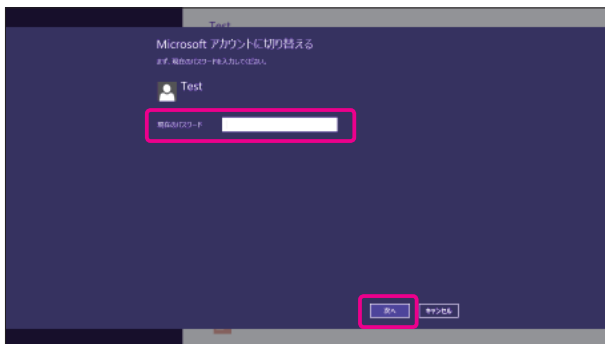 Test
Microsoft アカウントに切り替える
まず、現在のパスワードを入力してください。
Test
現在のパスワード
次へ
キャンセル